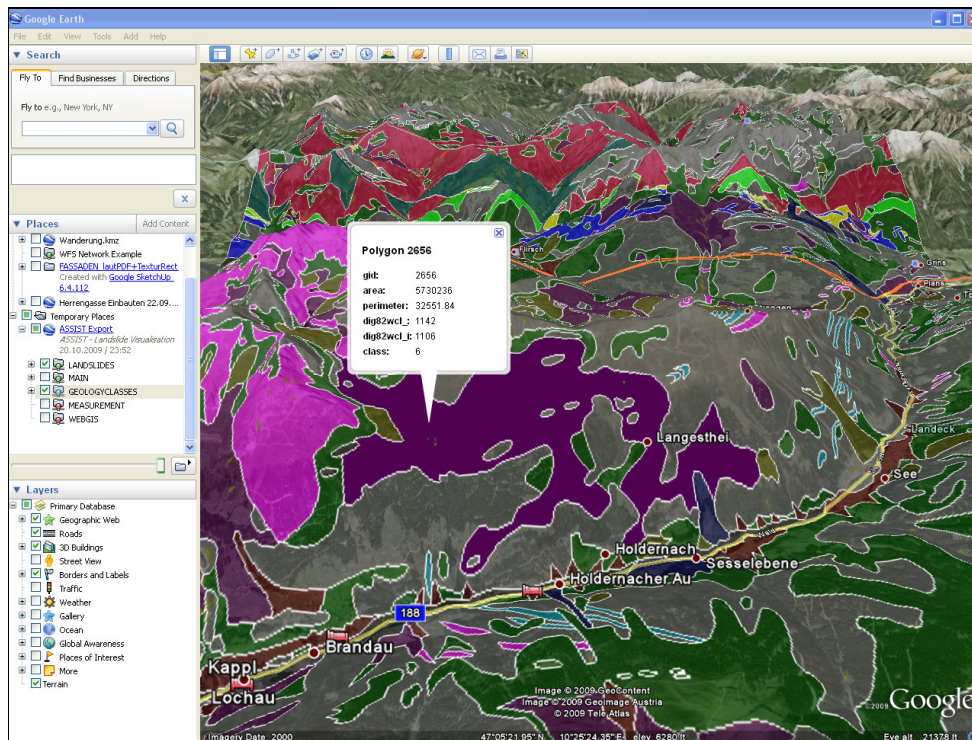 Google Earth
File Edit View Tools Add Help
Search
Fly To Find Businesses Directions
Fly to e.g., New York, NY
Places Add Content
Wanderung.kmz
WFS Network Example
FASSADEN_lautPDF+TexturRect
Created with Google SketchUp
6.4.112
Herrengasse Einbauten 22.09....
Temporary Places
ASSIST Export
ASSIST - Landslide Visualisation
20.10.2009 / 23:52
LANDSLIDES
MAIN
GEOLOGYCLASSES
MEASUREMENT
WEBGIS
Layers
Primary Database
Geographic Web
Roads
3D Buildings
Street View
Borders and Labels
Traffic
Weather
Gallery
Ocean
Global Awareness
Places of Interest
More
Terrain
Polygon 2656
gid: 2656
area: 5730236
perimeter: 32551.84
dig82wcl_: 1142
dig82wcl_i: 1106
class: 6
Flirsch
Grins
Pians
Strengen
Landeck
Langesthei
See
Wald
Holdernach
Sesselebene
Holdernacher Au
188
Brandau
Kappl
Lochau
Image © 2009 GeoContent
Image © 2009 Geoimage Austria
© 2009 Tele Atlas
©2009 Google
Imagery Date: 2000
47°05'21.95" N 10°25'24.35" E elev 6280 ft
Eye alt 21378 ft